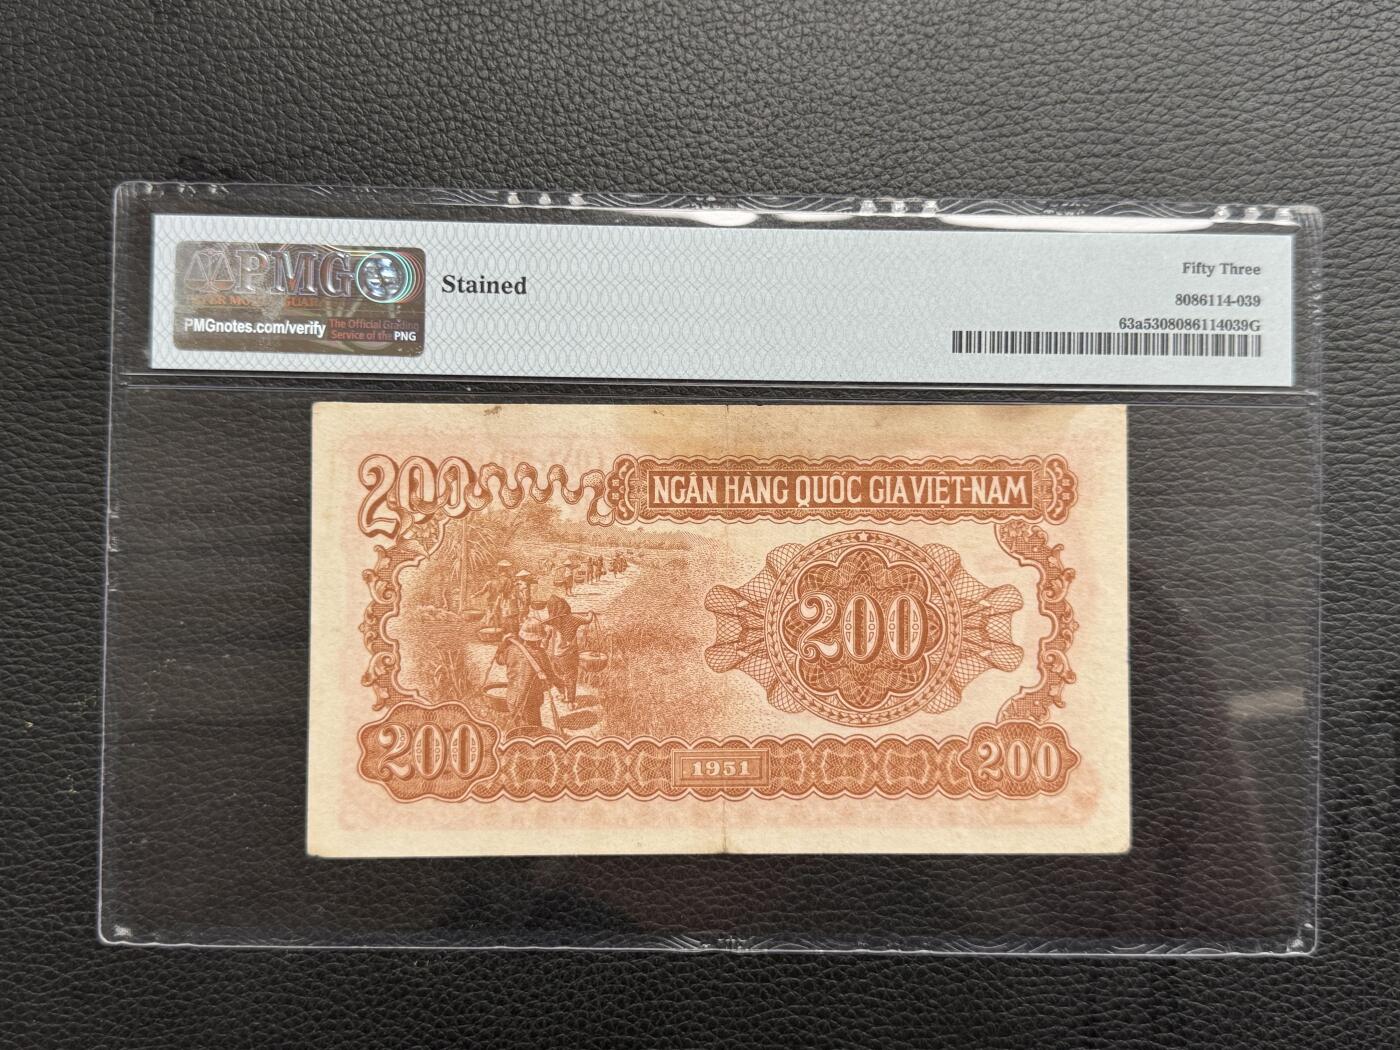 PMG
PMGnotes.com/verify
The Official Grading
Service of the PNG
Stained
Fifty Three
8086114-039
63a5308086114039G
200
NGÂN HÀNG QUỐC GIA VIỆT-NAM
200
200
1951
200